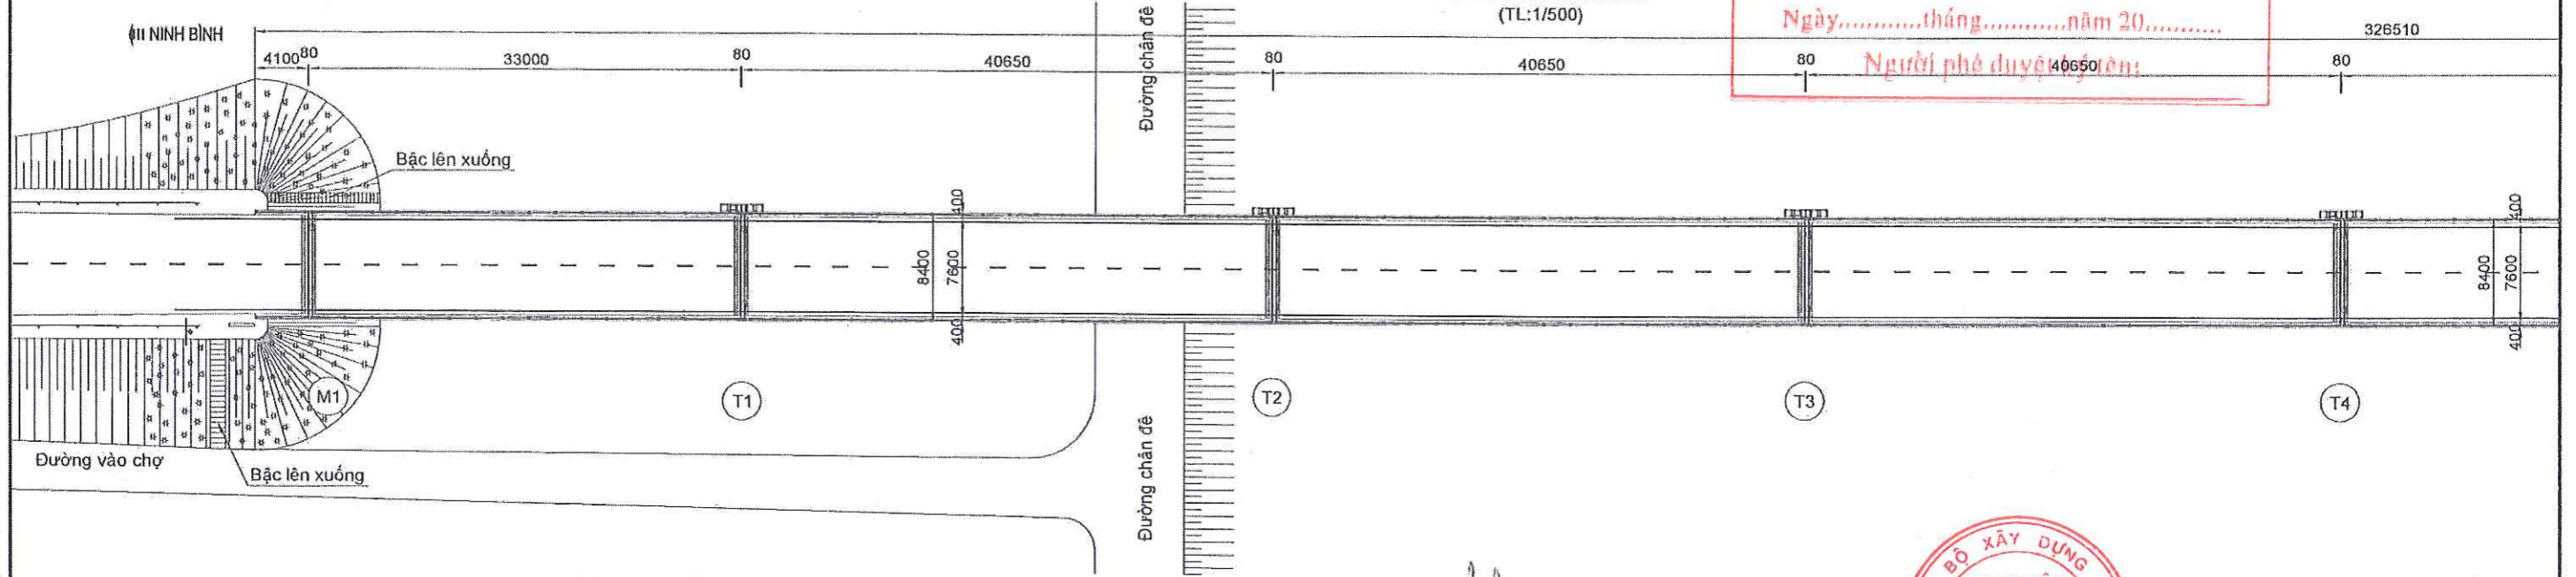 (TL:1/500)
Ngày............tháng............năm 20...........
Người phê duyệt ký tên:
NINH BÌNH
326510
4100 80 33000 80 40650 80 40650 80 40650 80
Đường chân đê
Bậc lên xuống
400 8400 7600 400
400 8400 7600 400
M1 T1 T2 T3 T4
Đường vào chợ
Bậc lên xuống
Đường chân đê
BỘ XÂY DỰNG